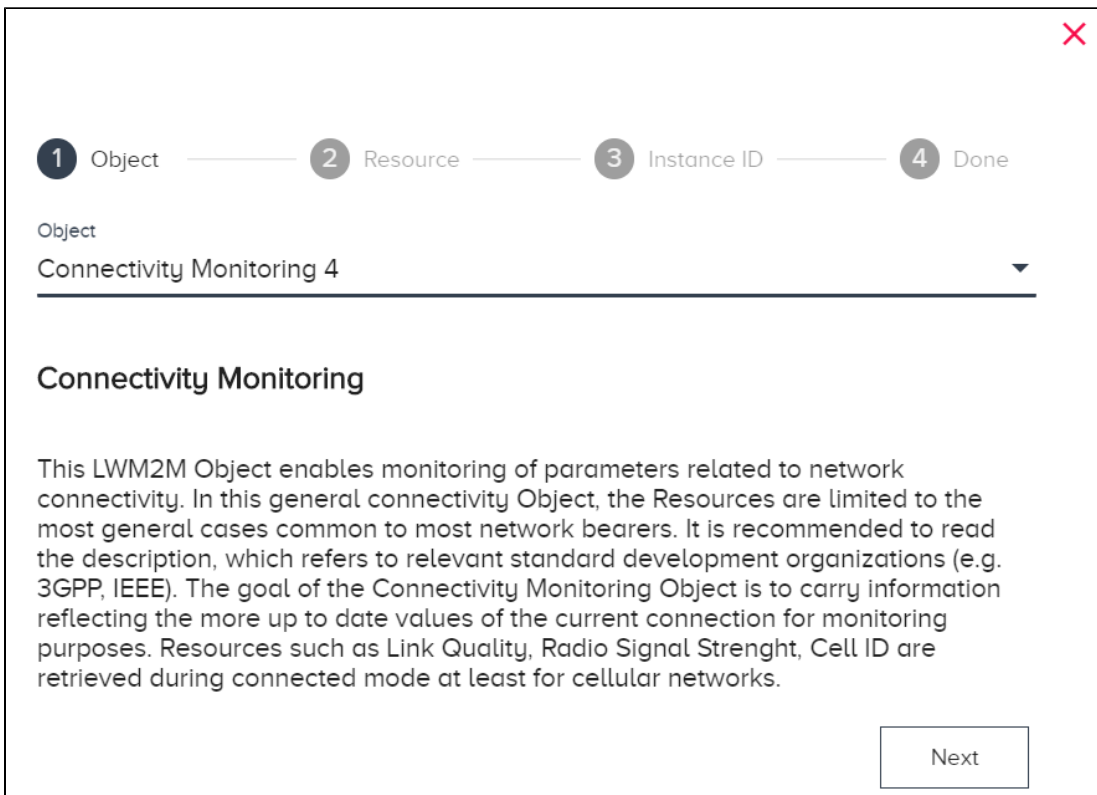 1 Object 2 Resource 3 Instance ID 4 Done
Object
Connectivity Monitoring 4
Connectivity Monitoring
This LWM2M Object enables monitoring of parameters related to network
connectivity. In this general connectivity Object, the Resources are limited to the
most general cases common to most network bearers. It is recommended to read
the description, which refers to relevant standard development organizations (e.g.
3GPP, IEEE). The goal of the Connectivity Monitoring Object is to carry information
reflecting the more up to date values of the current connection for monitoring
purposes. Resources such as Link Quality, Radio Signal Strenght, Cell ID are
retrieved during connected mode at least for cellular networks.
Next